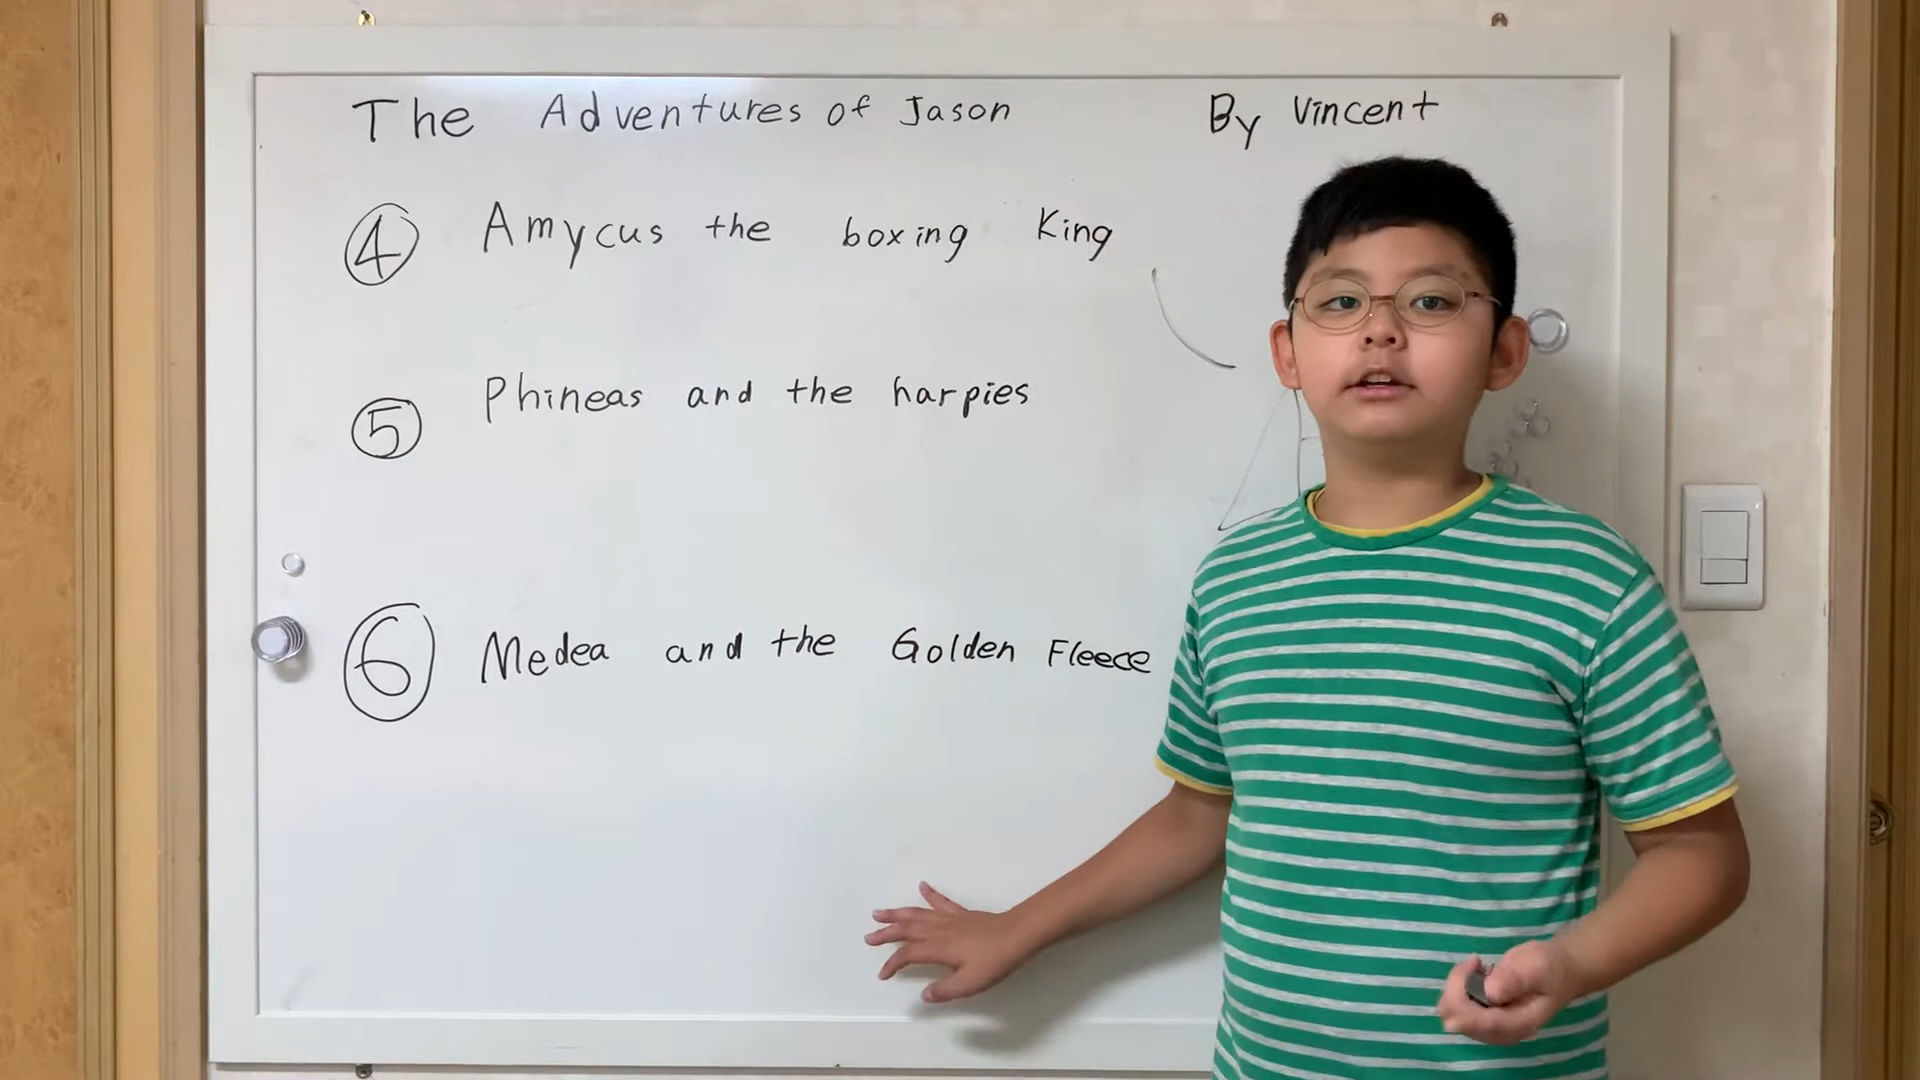 The Adventures of Jason By Vincent
④ Amycus the boxing King
⑤ Phineas and the harpies
⑥ Medea and the Golden Fleece